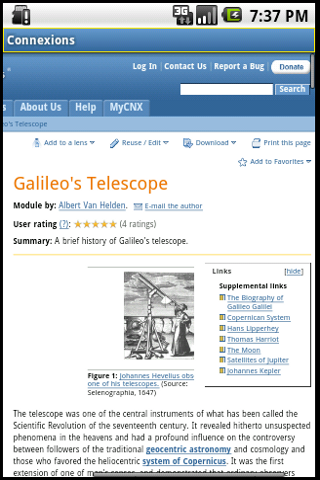 3G 7:37 PM
Connexions
Log In | Contact Us | Report a Bug | Donate
Search
s About Us Help MyCNX
eo's Telescope
Add to a lens Reuse / Edit Download Print this page
Add to Favorites
Galileo's Telescope
Module by: Albert Van Helden. E-mail the author
User rating (?): (4 ratings)
Summary: A brief history of Galileo's telescope.
Links [hide]
Supplemental links
The Biography of
Galileo Galilei
Copernican System
Hans Lipperhey
Thomas Harriot
The Moon
Satellites of Jupiter
Johannes Kepler
Figure 1: Johannes Hevelius obs
one of his telescopes. (Source:
Selenographia, 1647)
The telescope was one of the central instruments of what has been called the
Scientific Revolution of the seventeenth century. It revealed hitherto unsuspected
phenomena in the heavens and had a profound influence on the controversy
between followers of the traditional geocentric astronomy and cosmology and
those who favored the heliocentric system of Copernicus. It was the first
extension of one of man's senses, and demonstrated that ordinary observers